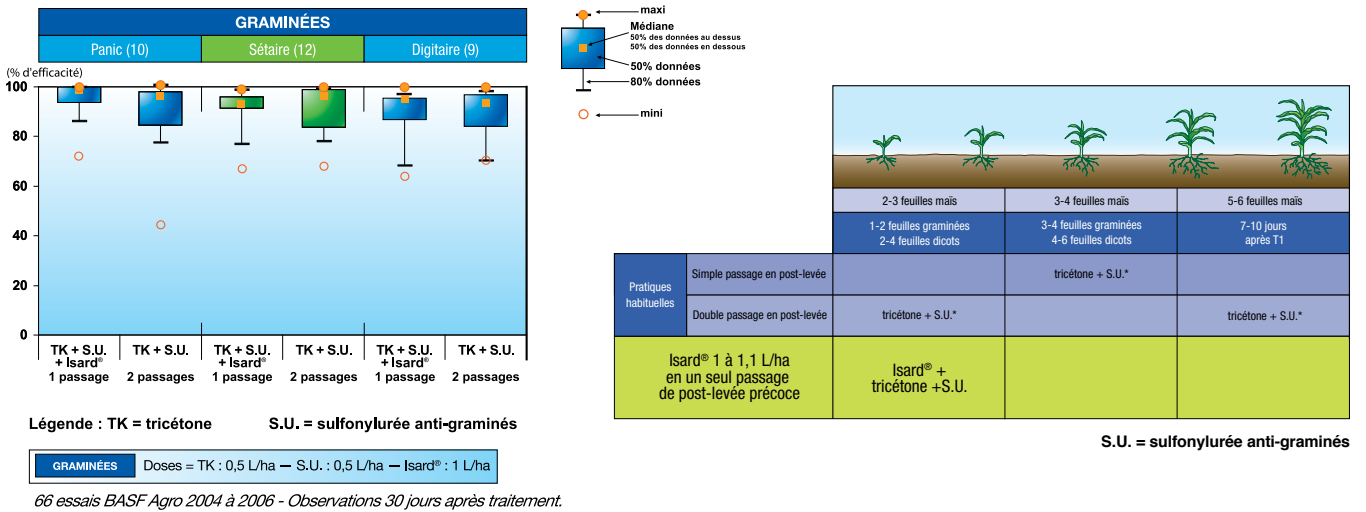 GRAMINÉES
Panic (10) Sétaire (12) Digitaire (9)
(% d'efficacité)
100
80
60
40
20
0
TK + S.U. + Isard® 1 passage
TK + S.U. 2 passages
TK + S.U. + Isard® 1 passage
TK + S.U. 2 passages
TK + S.U. + Isard® 1 passage
TK + S.U. 2 passages
Légende : TK = tricétone S.U. = sulfonylurée anti-graminés
GRAMINÉES Doses = TK : 0,5 L/ha – S.U. : 0,5 L/ha – Isard® : 1 L/ha
66 essais BASF Agro 2004 à 2006 - Observations 30 jours après traitement.
maxi
Médiane
50% des données au dessus
50% des données en dessous
50% données
80% données
mini
2-3 feuilles maïs 3-4 feuilles maïs 5-6 feuilles maïs
1-2 feuilles graminées
2-4 feuilles dicots
3-4 feuilles graminées
4-6 feuilles dicots
7-10 jours
après T1
Pratiques
habituelles
Simple passage en post-levée tricétone + S.U.*
Double passage en post-levée tricétone + S.U.* tricétone + S.U.*
Isard® 1 à 1,1 L/ha
en un seul passage
de post-levée précoce
Isard® +
tricétone +S.U.
S.U. = sulfonylurée anti-graminés